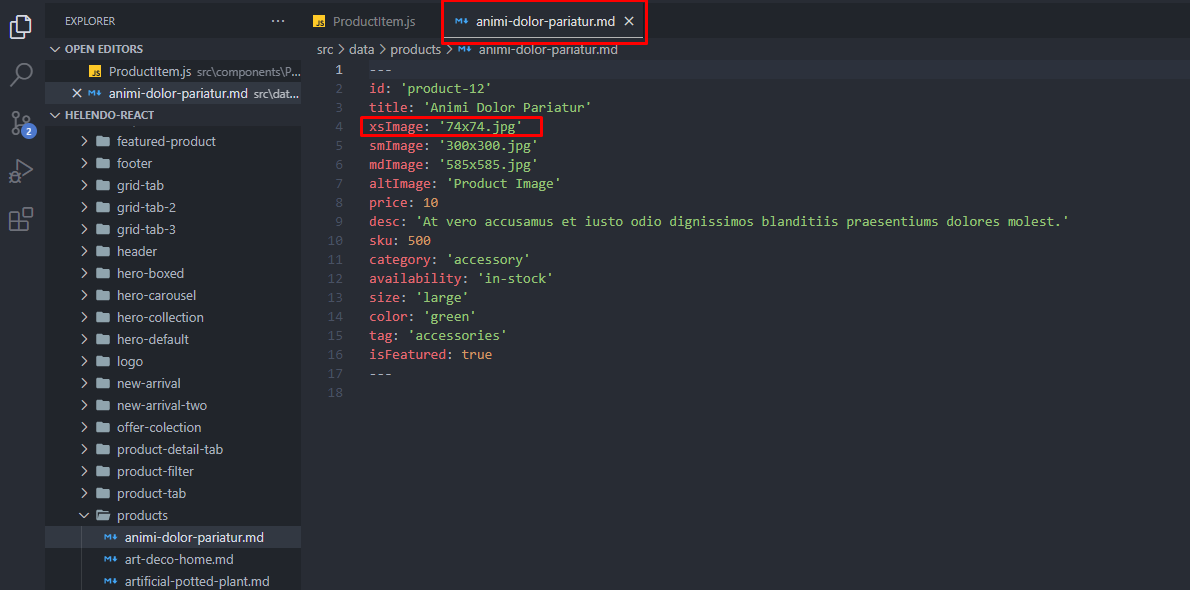 EXPLORER
···
OPEN EDITORS
JS ProductItem.js src\components\P...
animi-dolor-pariatur.md src\dat...
HELENDO-REACT
2
featured-product
footer
grid-tab
grid-tab-2
grid-tab-3
header
hero-boxed
hero-carousel
hero-collection
hero-default
logo
new-arrival
new-arrival-two
offer-colection
product-detail-tab
product-filter
product-tab
products
animi-dolor-pariatur.md
art-deco-home.md
artificial-potted-plant.md
JS ProductItem.js
animi-dolor-pariatur.md
src > data > products > animi-dolor-pariatur.md
1 ---
2 id: 'product-12'
3 title: 'Animi Dolor Pariatur'
4 xsImage: '74x74.jpg'
5 smImage: '300x300.jpg'
6 mdImage: '585x585.jpg'
7 altImage: 'Product Image'
8 price: 10
9 desc: 'At vero accusamus et iusto odio dignissimos blanditiis praesentiums dolores molest.'
10 sku: 500
11 category: 'accessory'
12 availability: 'in-stock'
13 size: 'large'
14 color: 'green'
15 tag: 'accessories'
16 isFeatured: true
17 ---
18